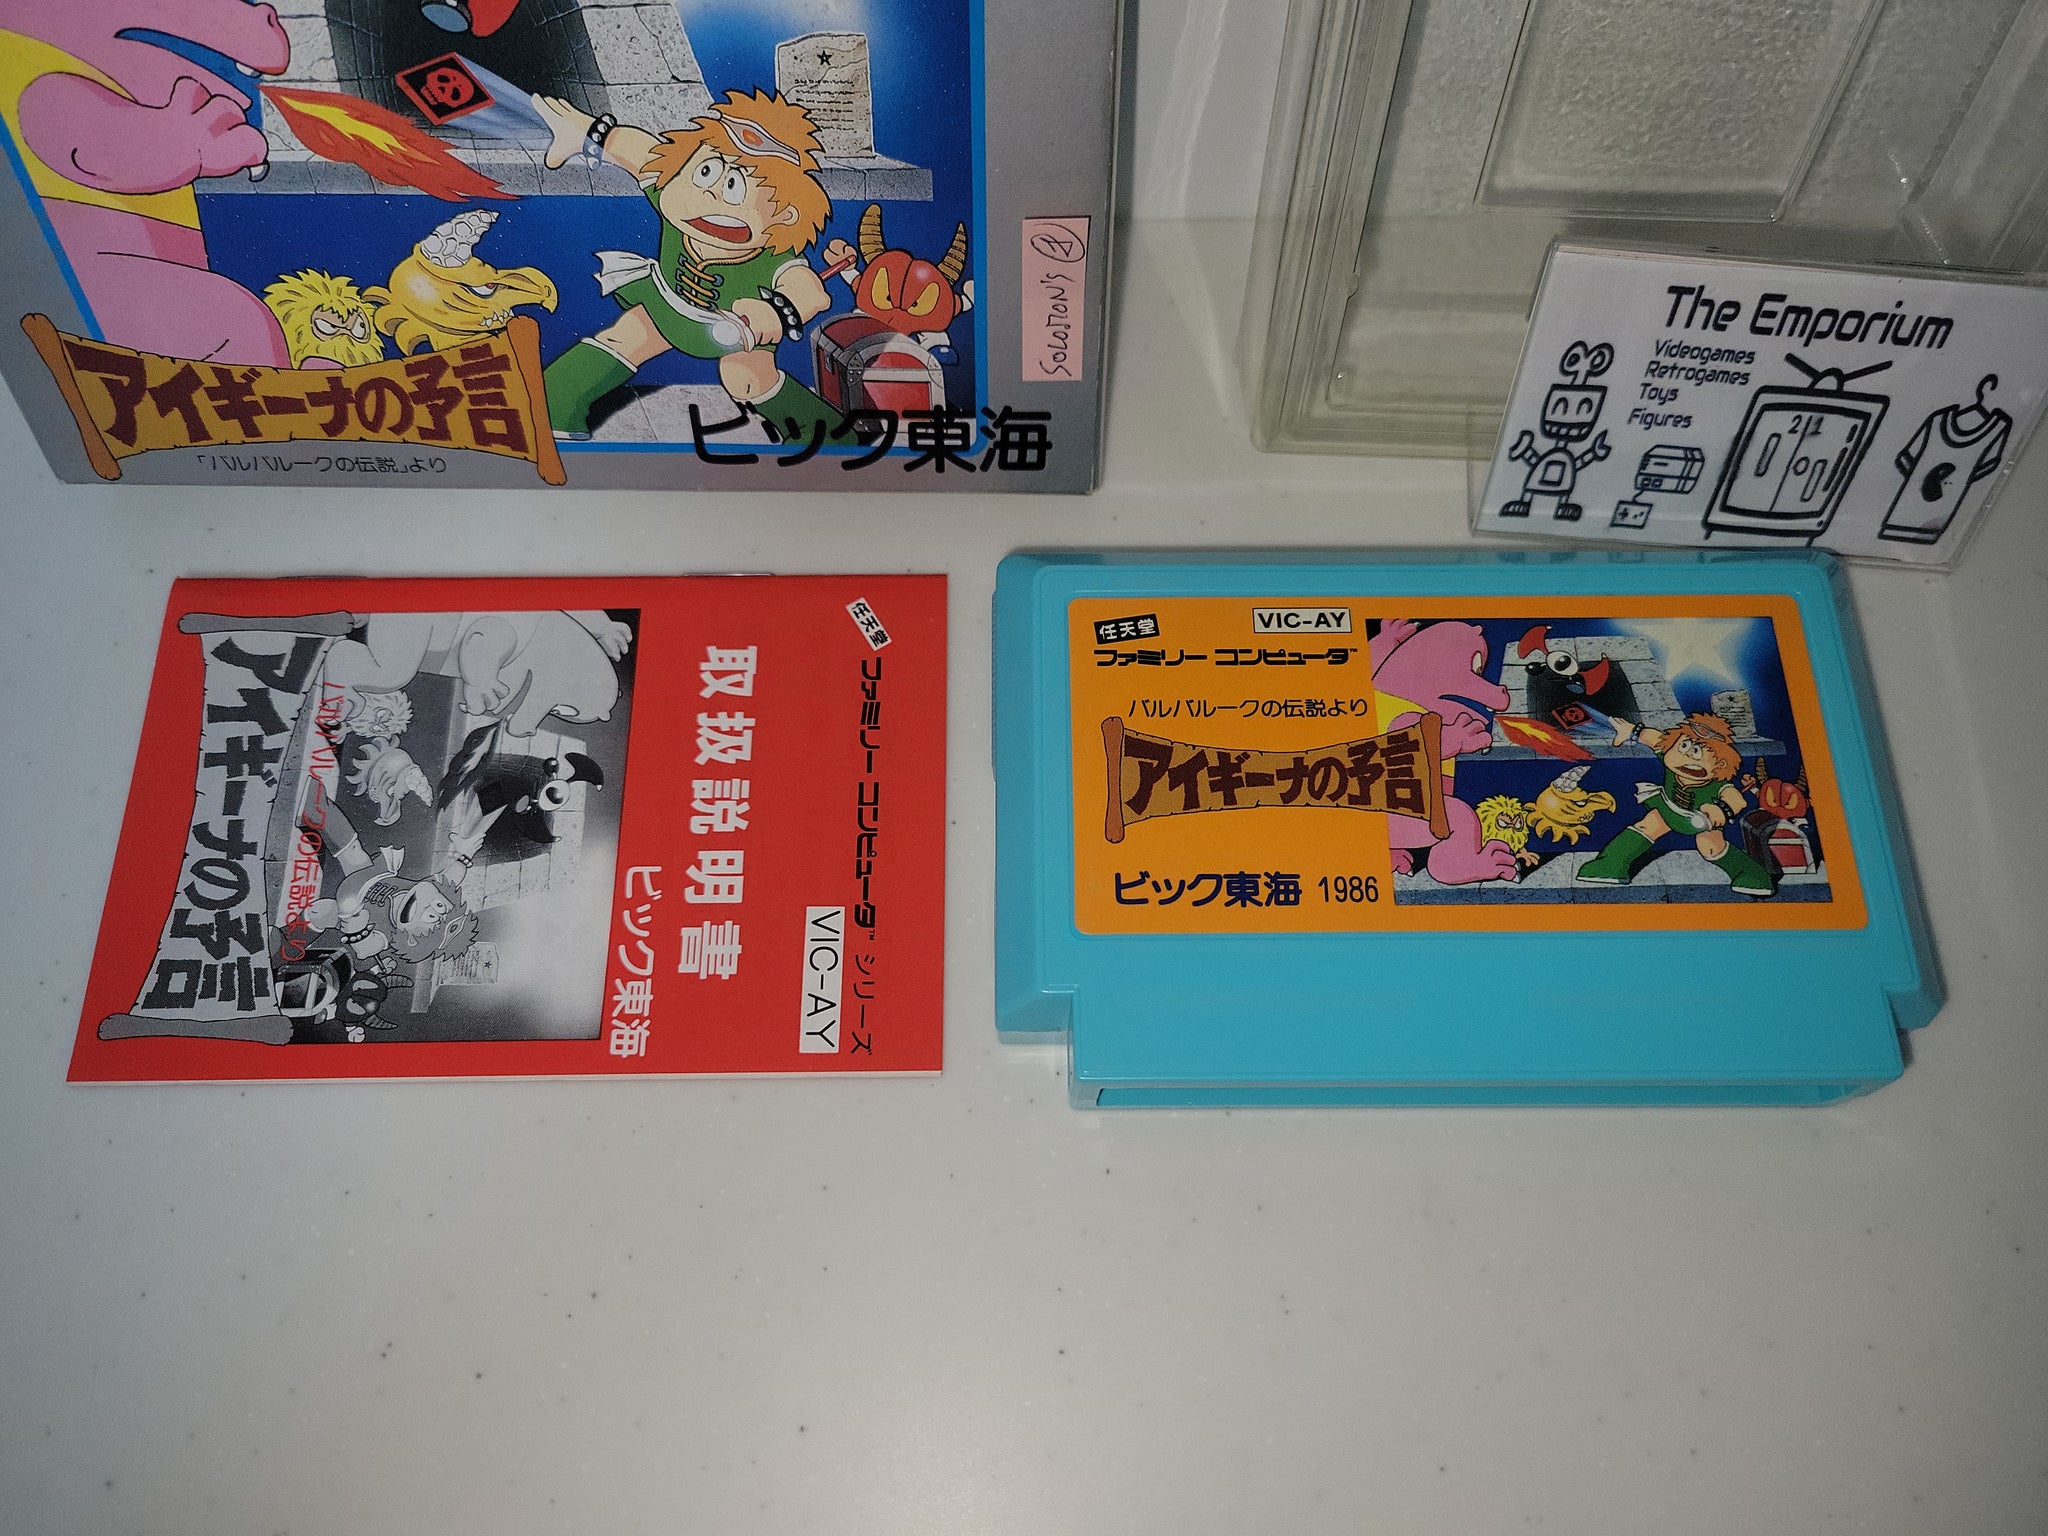 アイギーナの予言
「バルバルークの伝説」より
ビック東海
SOLOMON'S
The Emporium
Videogames
Retrogames
Toys
Figures
21
任天堂
ファミリー コンピュータ™ シリーズ
VIC-AY
取扱説明書
ビック東海
バルバルークの伝説より
アイギーナの予言
任天堂
VIC-AY
ファミリー コンピュータ™
バルバルークの伝説より
アイギーナの予言
ビック東海 1986